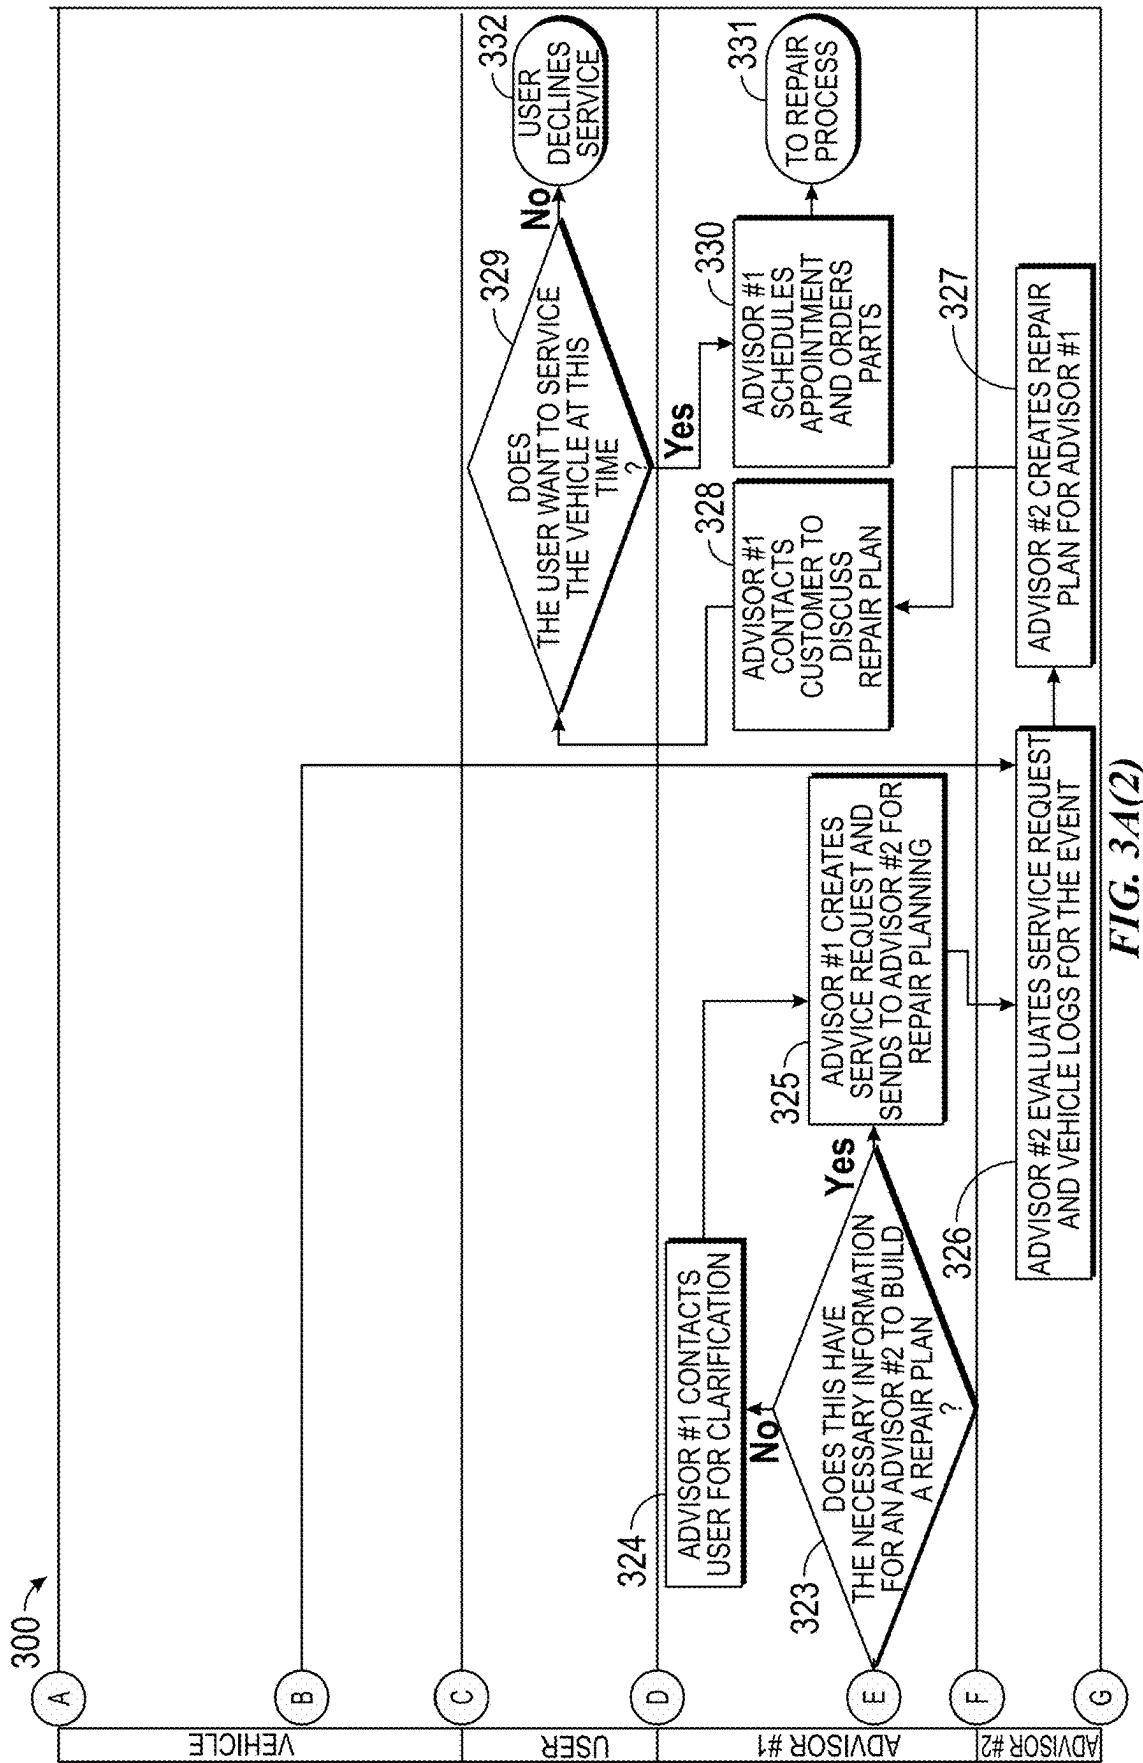 300
A
B
C
D
E
F
G
VEHICLE
USER
ADVISOR #1
ADVISOR #2
323
DOES THIS HAVE
THE NECESSARY INFORMATION
FOR AN ADVISOR #2 TO BUILD
A REPAIR PLAN
?
No
Yes
324
ADVISOR #1 CONTACTS
USER FOR CLARIFICATION
325
ADVISOR #1 CREATES
SERVICE REQUEST AND
SENDS TO ADVISOR #2 FOR
REPAIR PLANNING
326
ADVISOR #2 EVALUATES SERVICE REQUEST
AND VEHICLE LOGS FOR THE EVENT
327
ADVISOR #2 CREATES REPAIR
PLAN FOR ADVISOR #1
328
ADVISOR #1
CONTACTS
CUSTOMER TO
DISCUSS
REPAIR PLAN
329
DOES
THE USER WANT TO SERVICE
THE VEHICLE AT THIS
TIME
?
No
Yes
330
ADVISOR #1
SCHEDULES
APPOINTMENT
AND ORDERS
PARTS
331
TO REPAIR
PROCESS
332
USER
DECLINES
SERVICE
FIG. 3A(2)